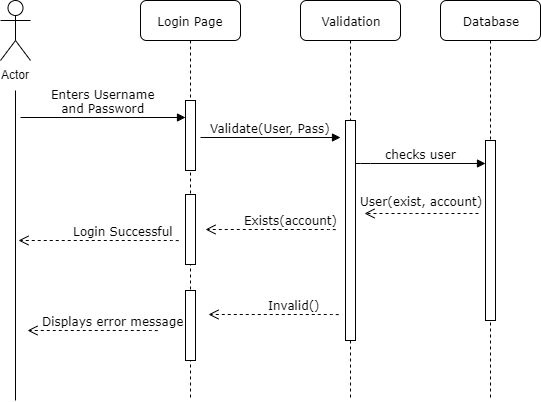 Login Page
Validation
Database
Actor
Enters Username
and Password
Validate(User, Pass)
checks user
User(exist, account)
Exists(account)
Login Successful
Invalid()
Displays error message